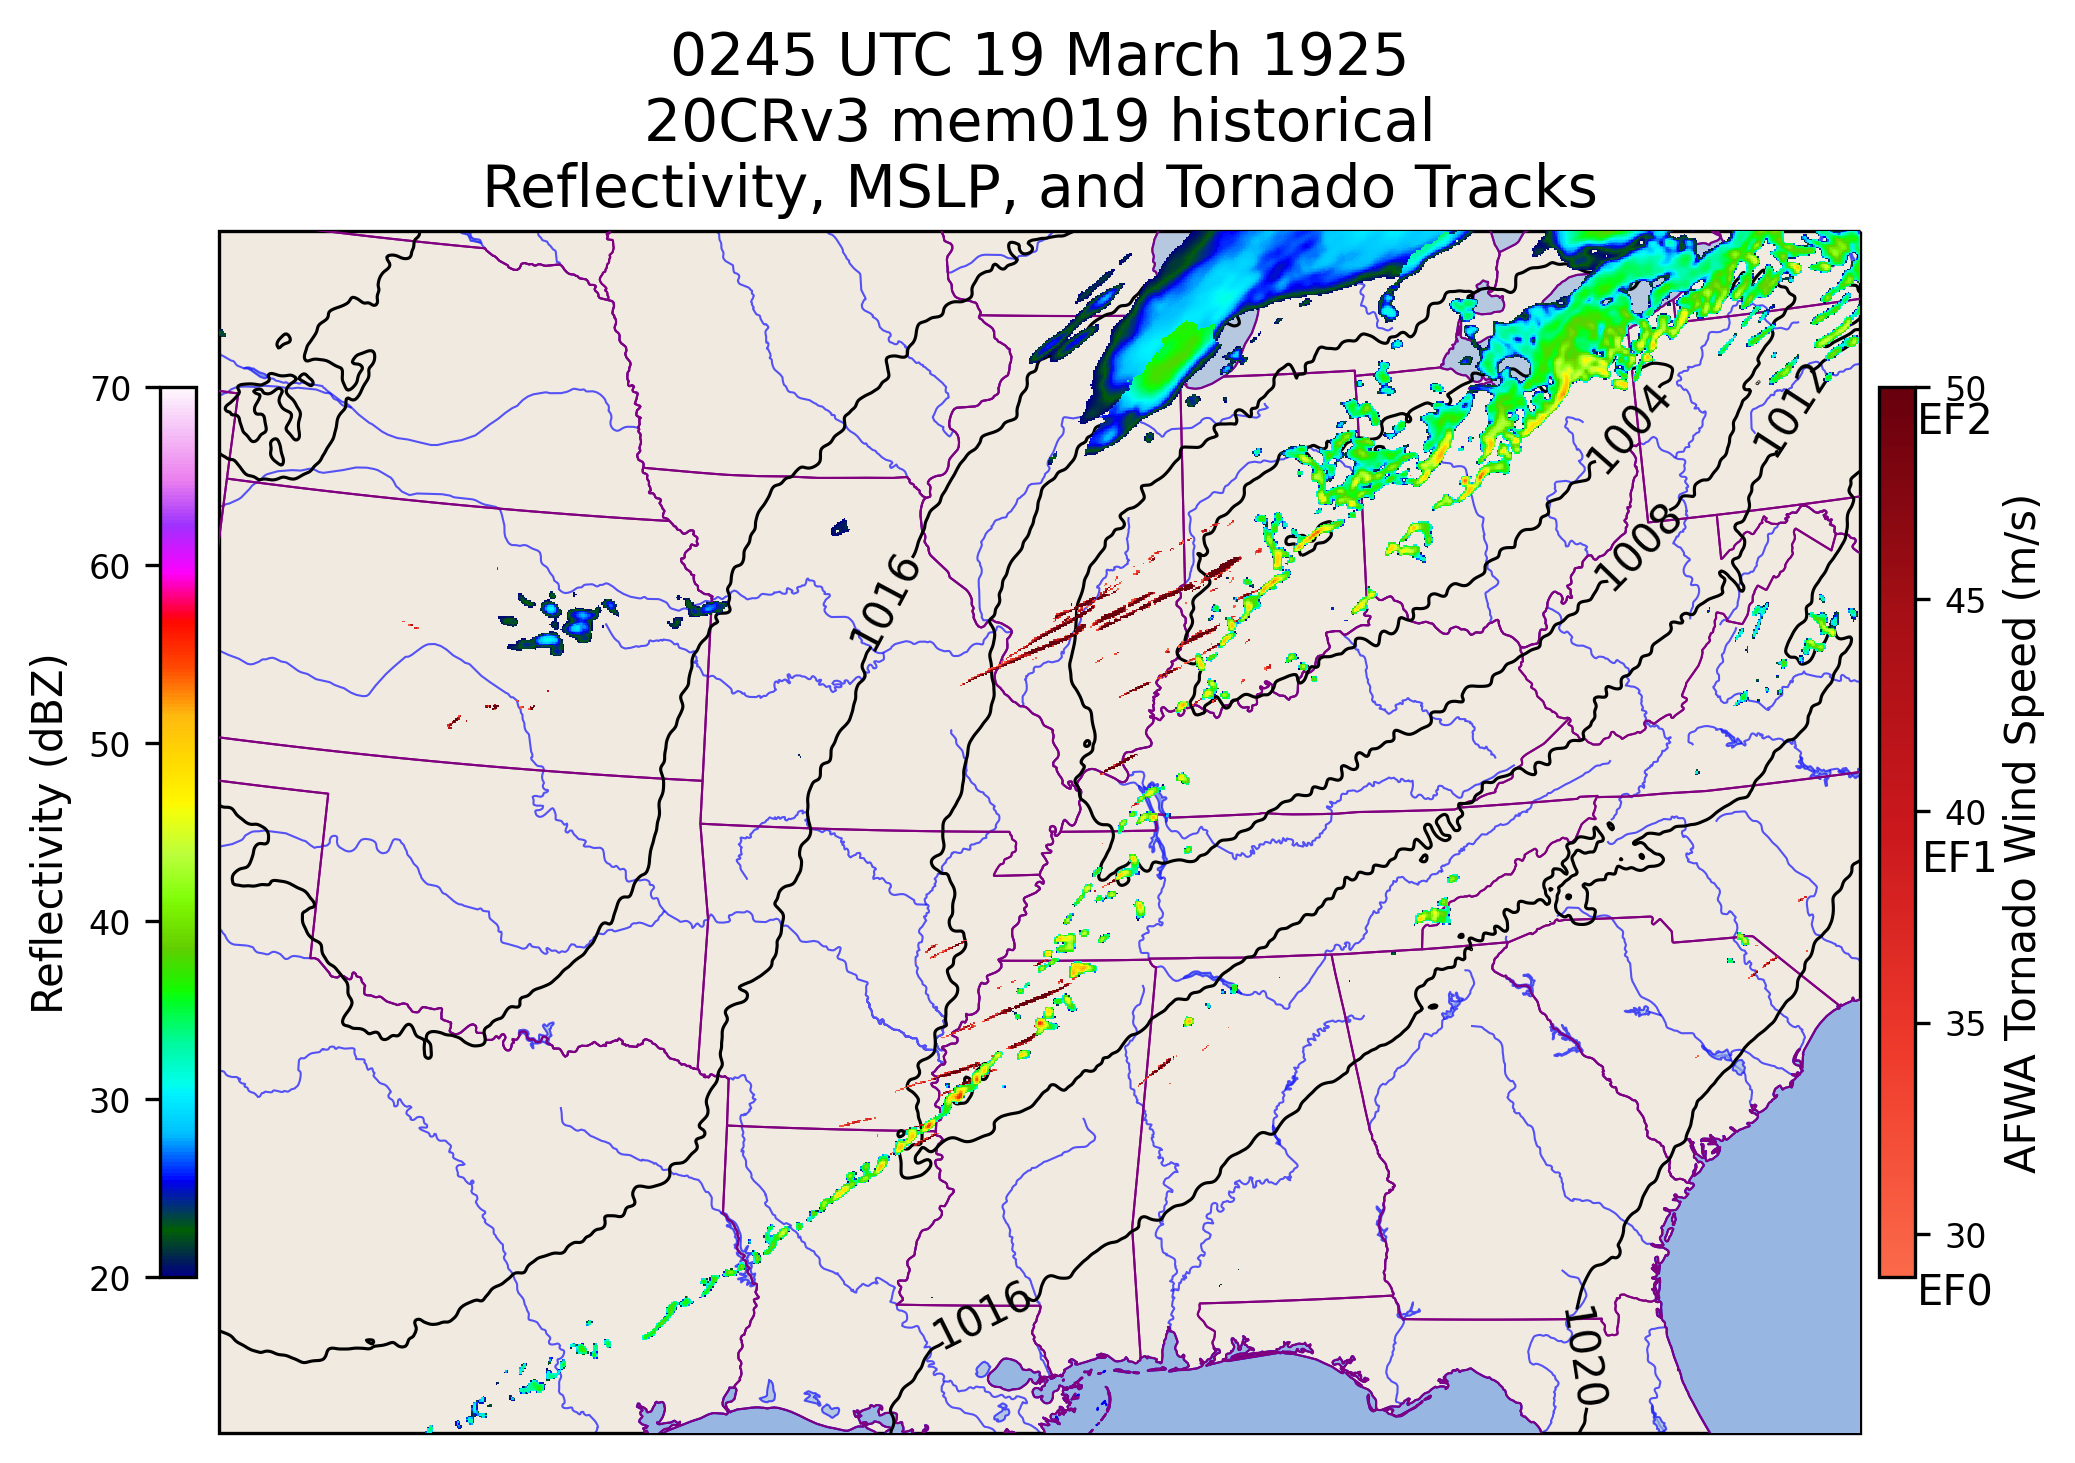 0245 UTC 19 March 1925
20CRv3 mem019 historical
Reflectivity, MSLP, and Tornado Tracks
Reflectivity (dBZ)
70
60
50
40
30
20
1004
1012
1008
1016
1016
1020
50
EF2
45
40
EF1
35
30
EF0
AFWA Tornado Wind Speed (m/s)